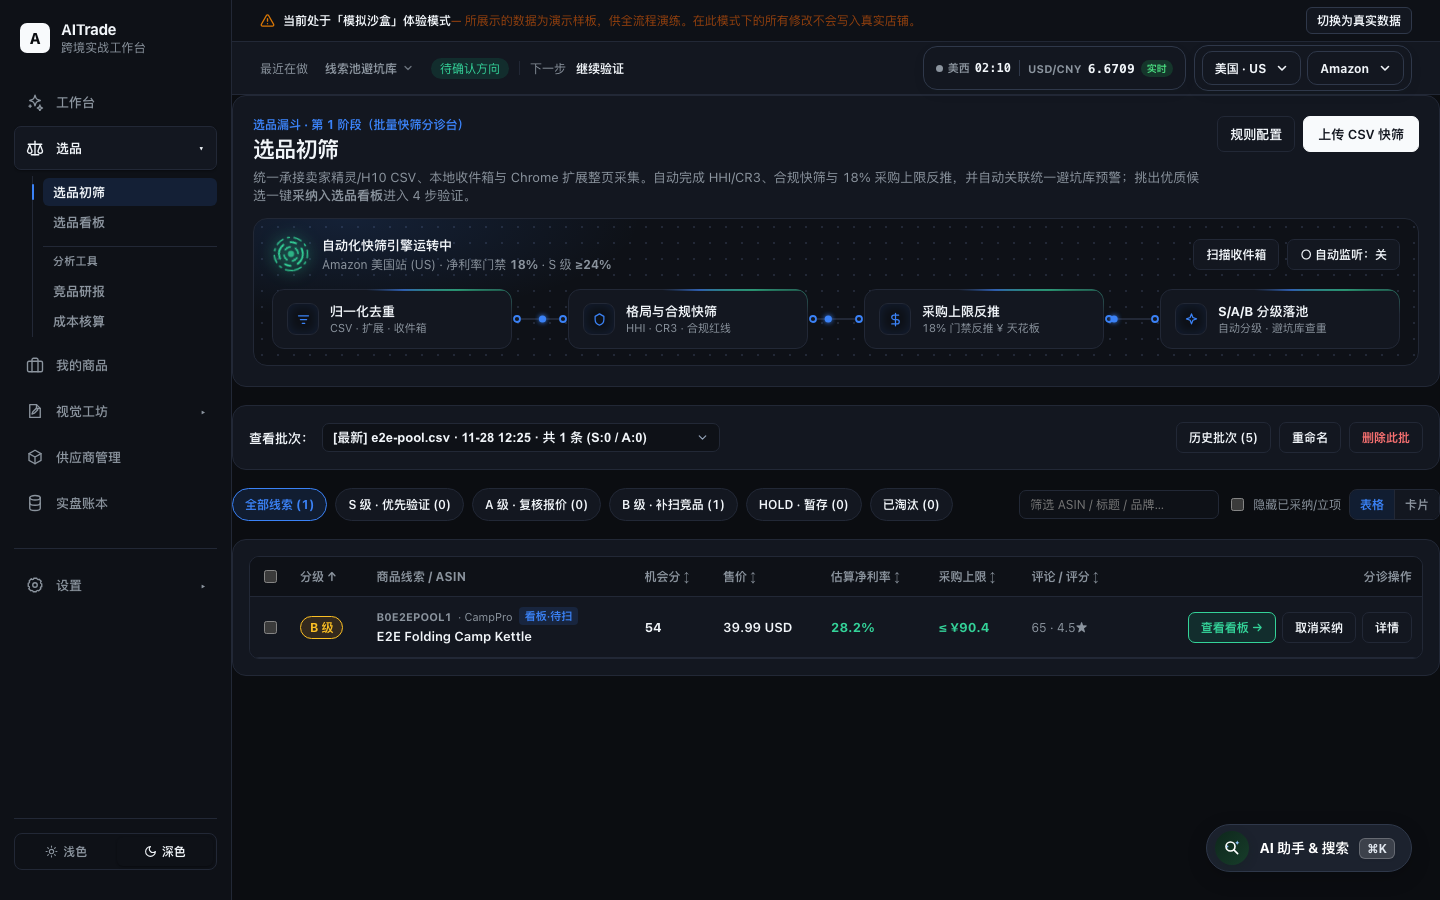 A
AITrade
跨境实战工作台
工作台
选品
选品初筛
选品看板
分析工具
竞品研报
成本核算
我的商品
视觉工坊
供应商管理
实盘账本
设置
浅色
深色
当前处于「模拟沙盒」体验模式— 所展示的数据为演示样板，供全流程演练。在此模式下的所有修改不会写入真实店铺。
切换为真实数据
最近在做 线索池避坑库 待确认方向 下一步 继续验证
美西 02:10 USD/CNY 6.6709 实时
美国 · US
Amazon
选品漏斗 · 第 1 阶段（批量快筛分诊台）
选品初筛
统一承接卖家精灵/H10 CSV、本地收件箱与 Chrome 扩展整页采集。自动完成 HHI/CR3、合规快筛与 18% 采购上限反推，并自动关联统一避坑库预警；挑出优质候
选一键采纳入选品看板进入 4 步验证。
规则配置
上传 CSV 快筛
自动化快筛引擎运转中
Amazon 美国站 (US) · 净利率门禁 18% · S 级 ≥24%
扫描收件箱
自动监听：关
归一化去重
CSV · 扩展 · 收件箱
格局与合规快筛
HHI · CR3 · 合规红线
采购上限反推
18% 门禁反推 ¥ 天花板
S/A/B 分级落池
自动分级 · 避坑库查重
查看批次：
[最新] e2e-pool.csv · 11-28 12:25 · 共 1 条 (S:0 / A:0)
历史批次 (5)
重命名
删除此批
全部线索 (1)
S 级 · 优先验证 (0)
A 级 · 复核报价 (0)
B 级 · 补扫竞品 (1)
HOLD · 暂存 (0)
已淘汰 (0)
筛选 ASIN / 标题 / 品牌...
隐藏已采纳/立项
表格
卡片
分级 ↑ 商品线索 / ASIN 机会分 ↕ 售价 ↕ 估算净利率 ↕ 采购上限 ↕ 评论 / 评分 ↕ 分诊操作
B 级
B0E2EPOOL1 · CampPro 看板·待扫
E2E Folding Camp Kettle
54 39.99 USD 28.2% ≤ ¥90.4 65 · 4.5★
查看看板 →
取消采纳
详情
AI 助手 & 搜索 ⌘K